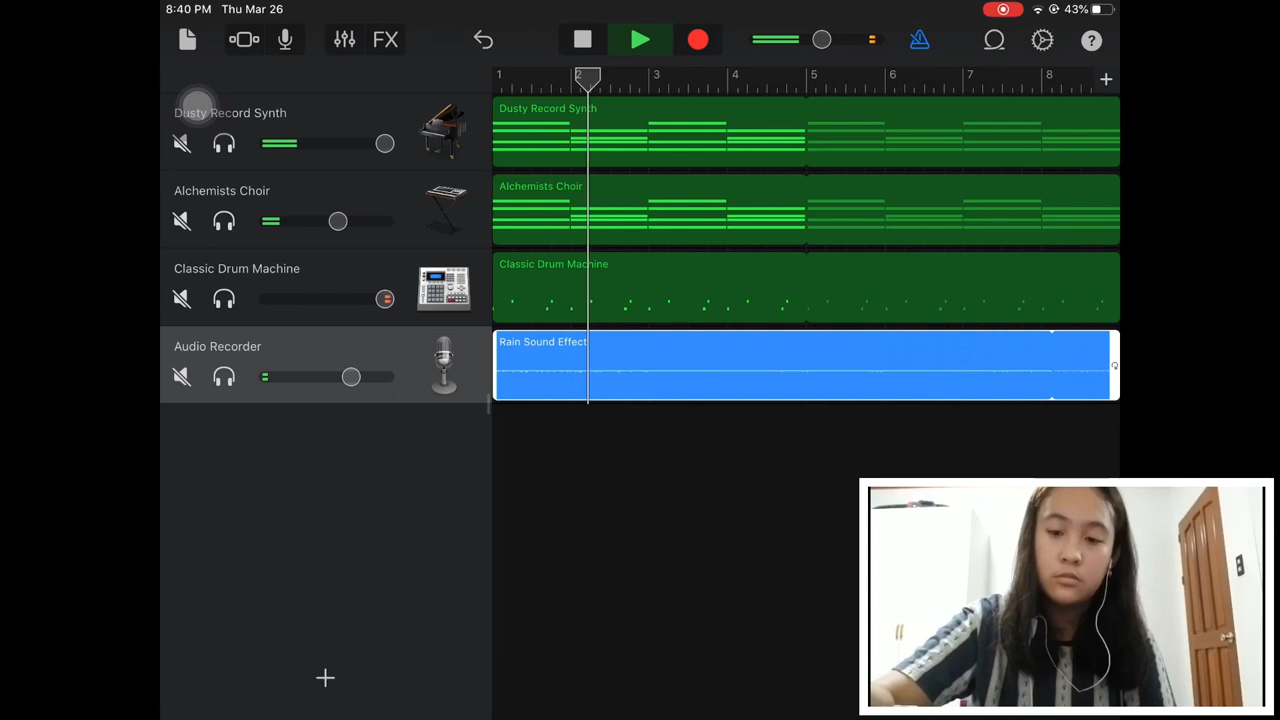 8:40 PM Thu Mar 26
43%
FX
?
1 2 3 4 5 6 7 8 +
Dusty Record Synth
Dusty Record Synth
Alchemists Choir
Alchemists Choir
Classic Drum Machine
Classic Drum Machine
Audio Recorder
Rain Sound Effect
+